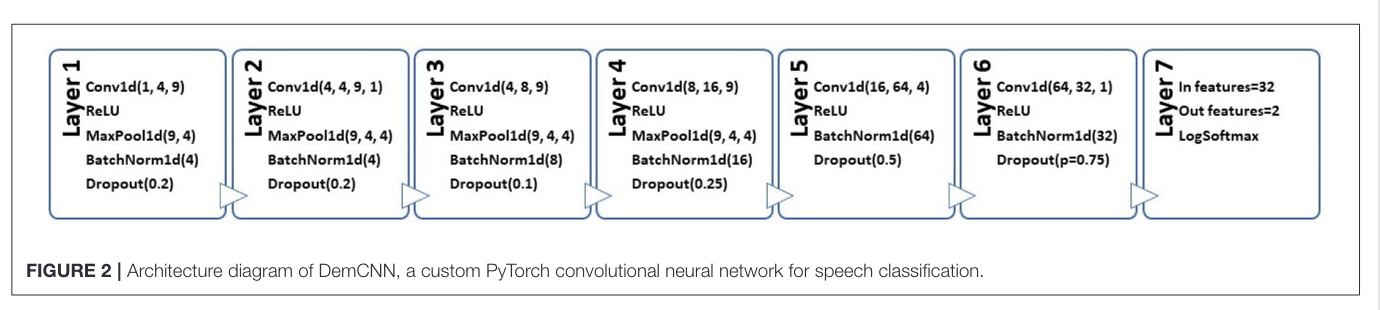 Layer 1
Conv1d(1, 4, 9)
ReLU
MaxPool1d(9, 4)
BatchNorm1d(4)
Dropout(0.2)
Layer 2
Conv1d(4, 4, 9, 1)
ReLU
MaxPool1d(9, 4, 4)
BatchNorm1d(4)
Dropout(0.2)
Layer 3
Conv1d(4, 8, 9)
ReLU
MaxPool1d(9, 4, 4)
BatchNorm1d(8)
Dropout(0.1)
Layer 4
Conv1d(8, 16, 9)
ReLU
MaxPool1d(9, 4, 4)
BatchNorm1d(16)
Dropout(0.25)
Layer 5
Conv1d(16, 64, 4)
ReLU
BatchNorm1d(64)
Dropout(0.5)
Layer 6
Conv1d(64, 32, 1)
ReLU
BatchNorm1d(32)
Dropout(p=0.75)
Layer 7
In features=32
Out features=2
LogSoftmax
FIGURE 2 | Architecture diagram of DemCNN, a custom PyTorch convolutional neural network for speech classification.